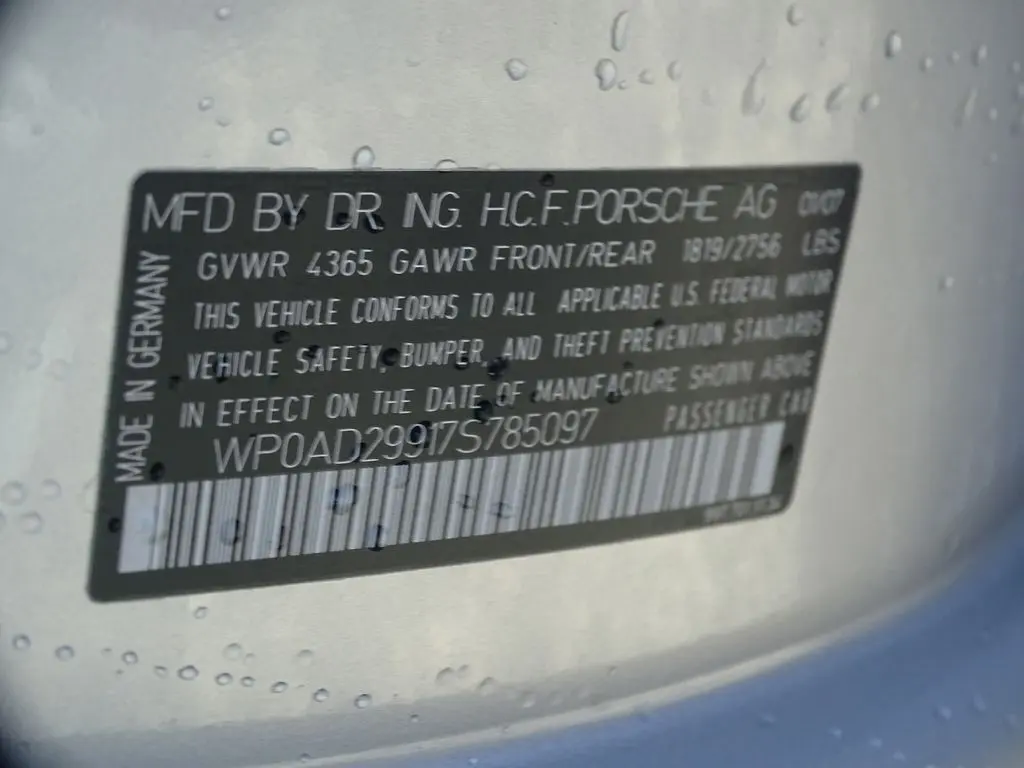 MFD BY DR. ING. H.C.F. PORSCHE AG 01/07
GVWR 4365 GAWR FRONT/REAR 1819/2756 LBS
THIS VEHICLE CONFORMS TO ALL APPLICABLE U.S. FEDERAL MOTOR
VEHICLE SAFETY, BUMPER, AND THEFT PREVENTION STANDARDS
IN EFFECT ON THE DATE OF MANUFACTURE SHOWN ABOVE
WP0AD29917S785097 PASSENGER CAR
MADE IN GERMANY